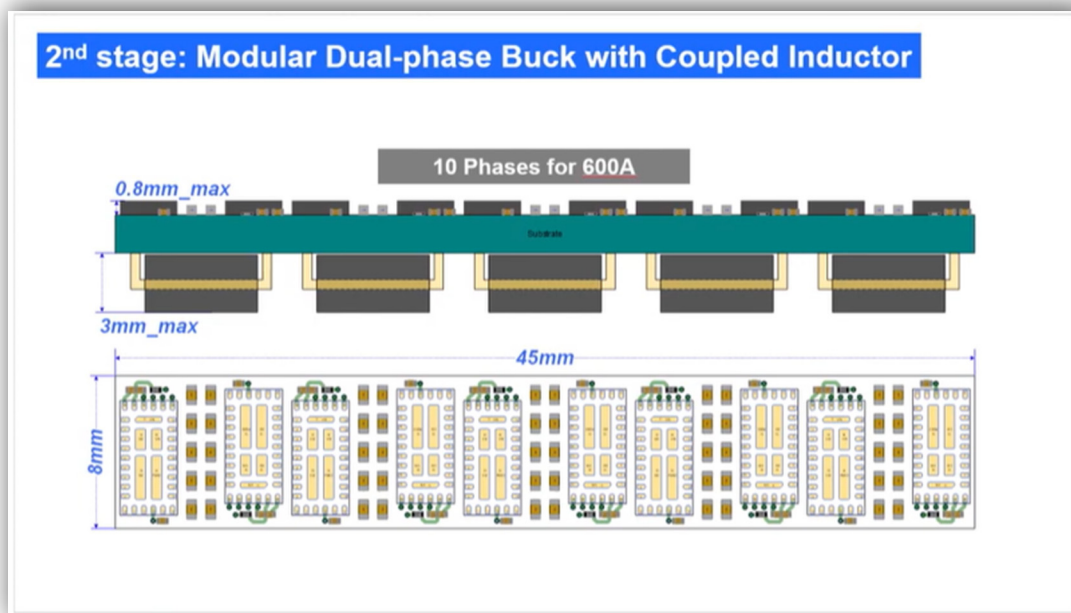 2nd stage: Modular Dual-phase Buck with Coupled Inductor
10 Phases for 600A
0.8mm_max
Substrate
3mm_max
45mm
8mm